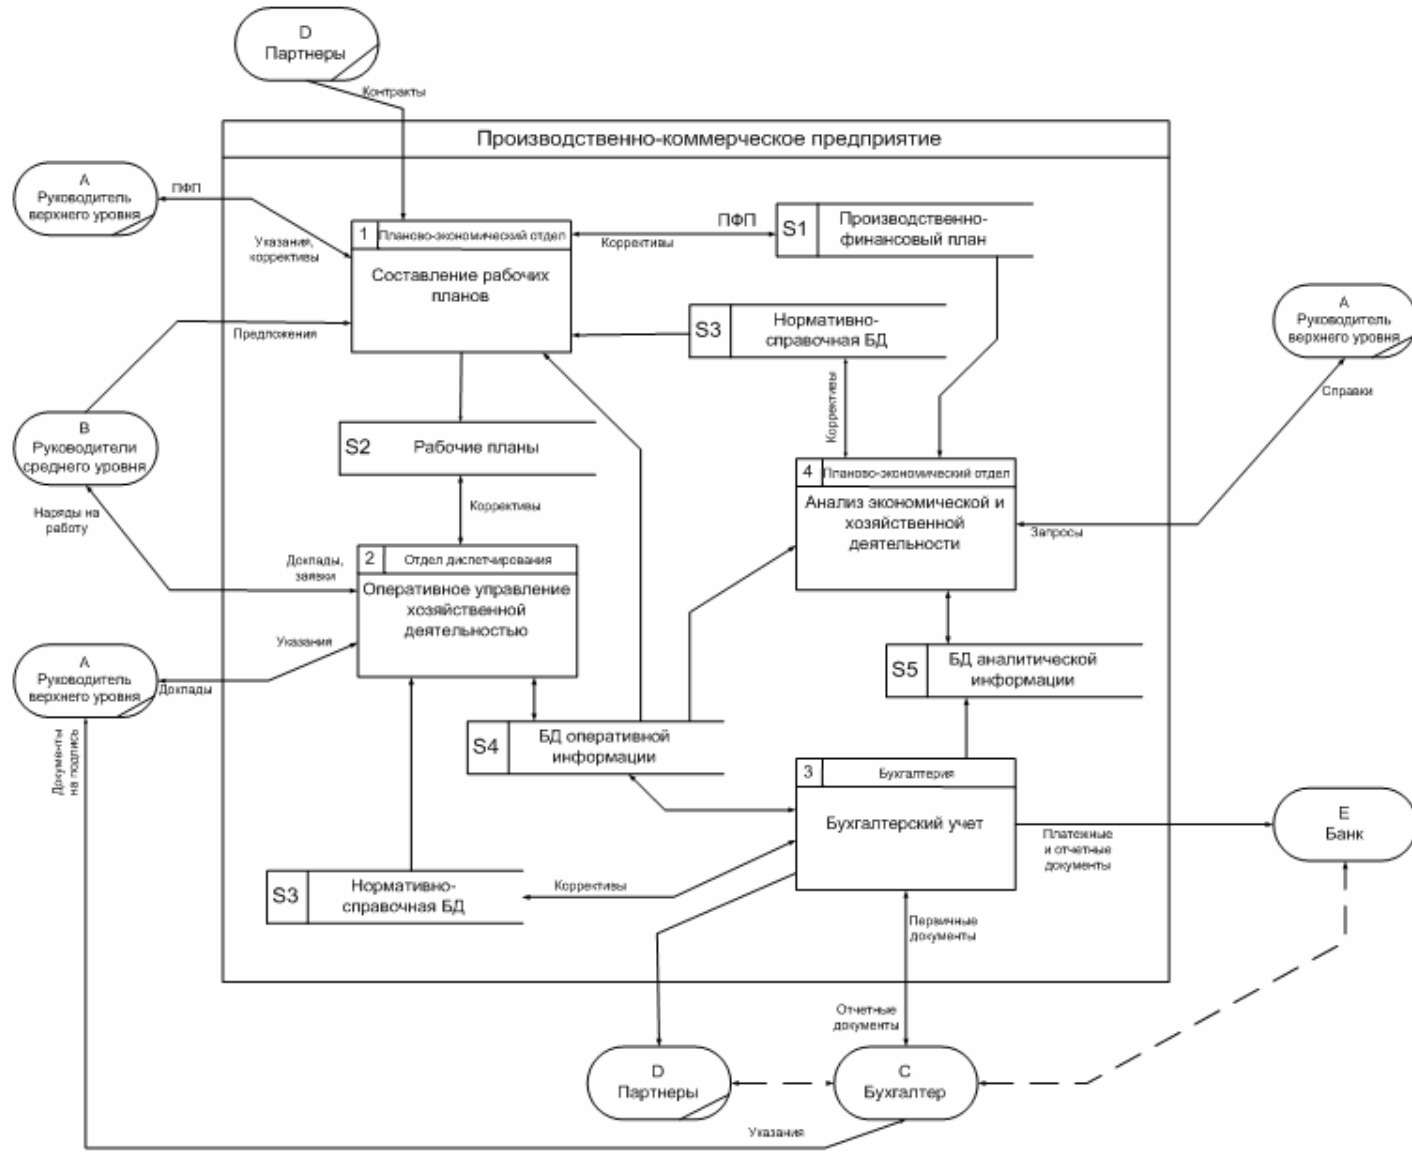 D
Партнеры
Контракты
Производственно-коммерческое предприятие
A
Руководитель
верхнего уровня
ПФП
Указания,
коррективы
1
Планово-экономический отдел
Составление рабочих
планов
ПФП
Коррективы
S1
Производственно-
финансовый план
S3
Нормативно-
справочная БД
A
Руководитель
верхнего уровня
Справки
Предложения
Коррективы
B
Руководители
среднего уровня
S2
Рабочие планы
Коррективы
4
Планово-экономический отдел
Анализ экономической и
хозяйственной
деятельности
Запросы
Наряды на
работу
Доклады,
заявки
2
Отдел диспетчирования
Оперативное управление
хозяйственной
деятельностью
Указания
A
Руководитель
верхнего уровня
Доклады
S5
БД аналитической
информации
S4
БД оперативной
информации
Документы
на подпись
3
Бухгалтерия
Бухгалтерский учет
Платежные
и отчетные
документы
E
Банк
S3
Нормативно-
справочная БД
Коррективы
Первичные
документы
Отчетные
документы
D
Партнеры
C
Бухгалтер
Указания